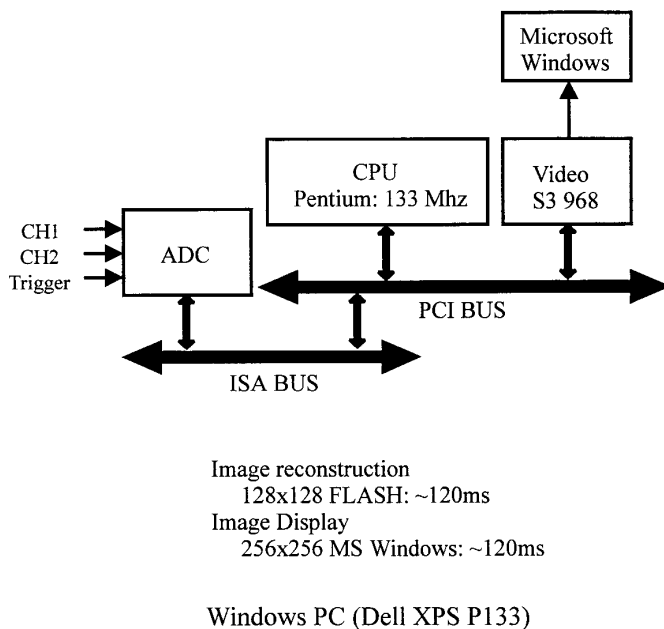 Microsoft
Windows
CPU
Pentium: 133 Mhz
Video
S3 968
CH1
CH2
Trigger
ADC
PCI BUS
ISA BUS
Image reconstruction
128x128 FLASH: ~120ms
Image Display
256x256 MS Windows: ~120ms
Windows PC (Dell XPS P133)